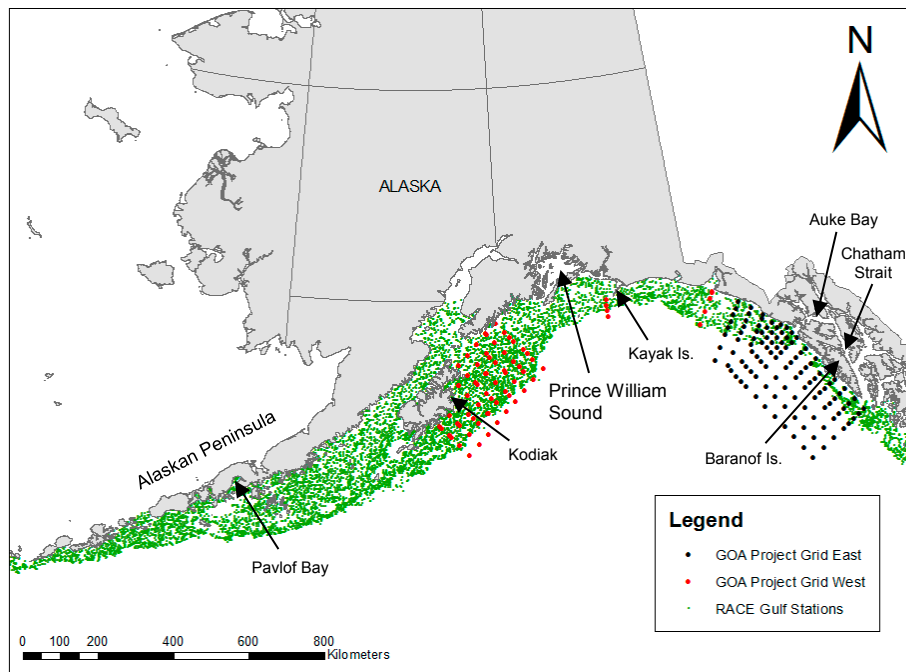 N
ALASKA
Auke Bay
Chatham
Strait
Kayak Is.
Prince William
Sound
Alaskan Peninsula
Kodiak
Baranof Is.
Pavlof Bay
Legend
GOA Project Grid East
GOA Project Grid West
RACE Gulf Stations
0 100 200 400 600 800
Kilometers